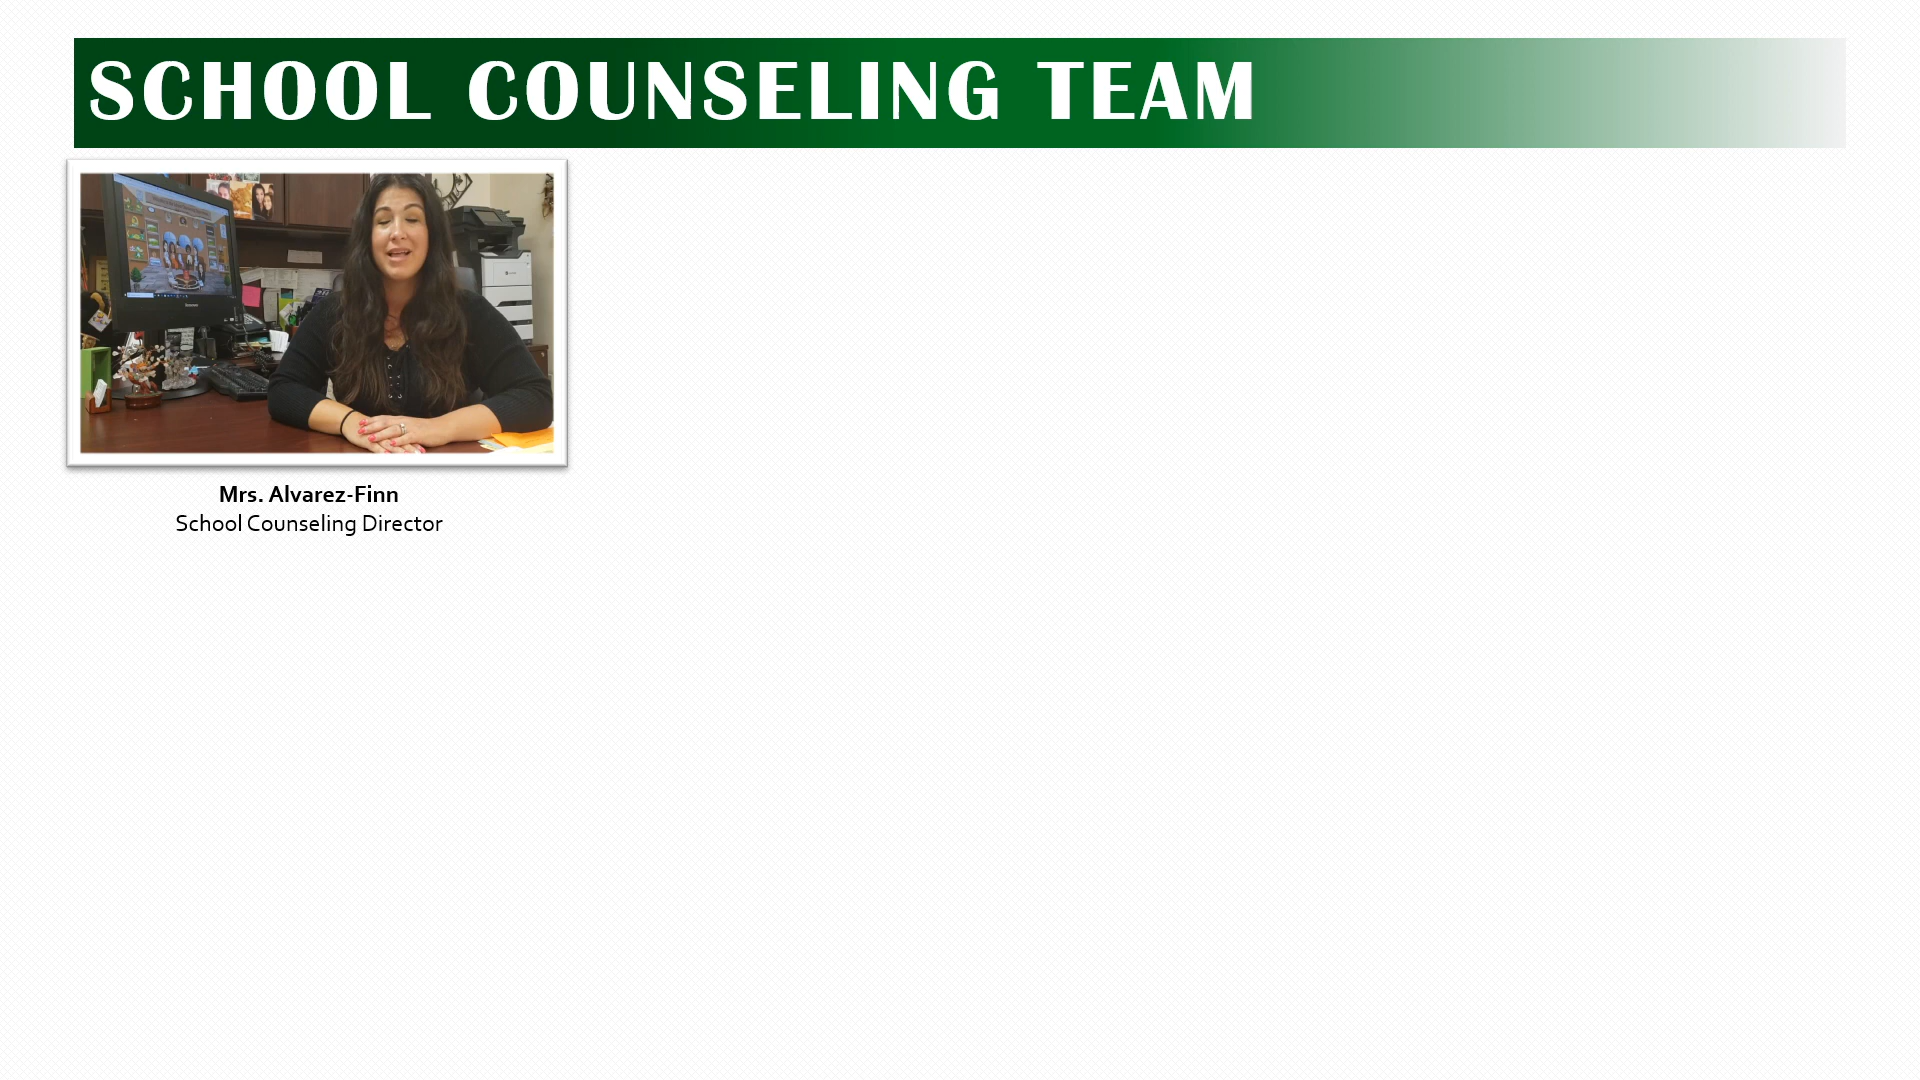 SCHOOL COUNSELING TEAM
Mrs. Alvarez-Finn
School Counseling Director